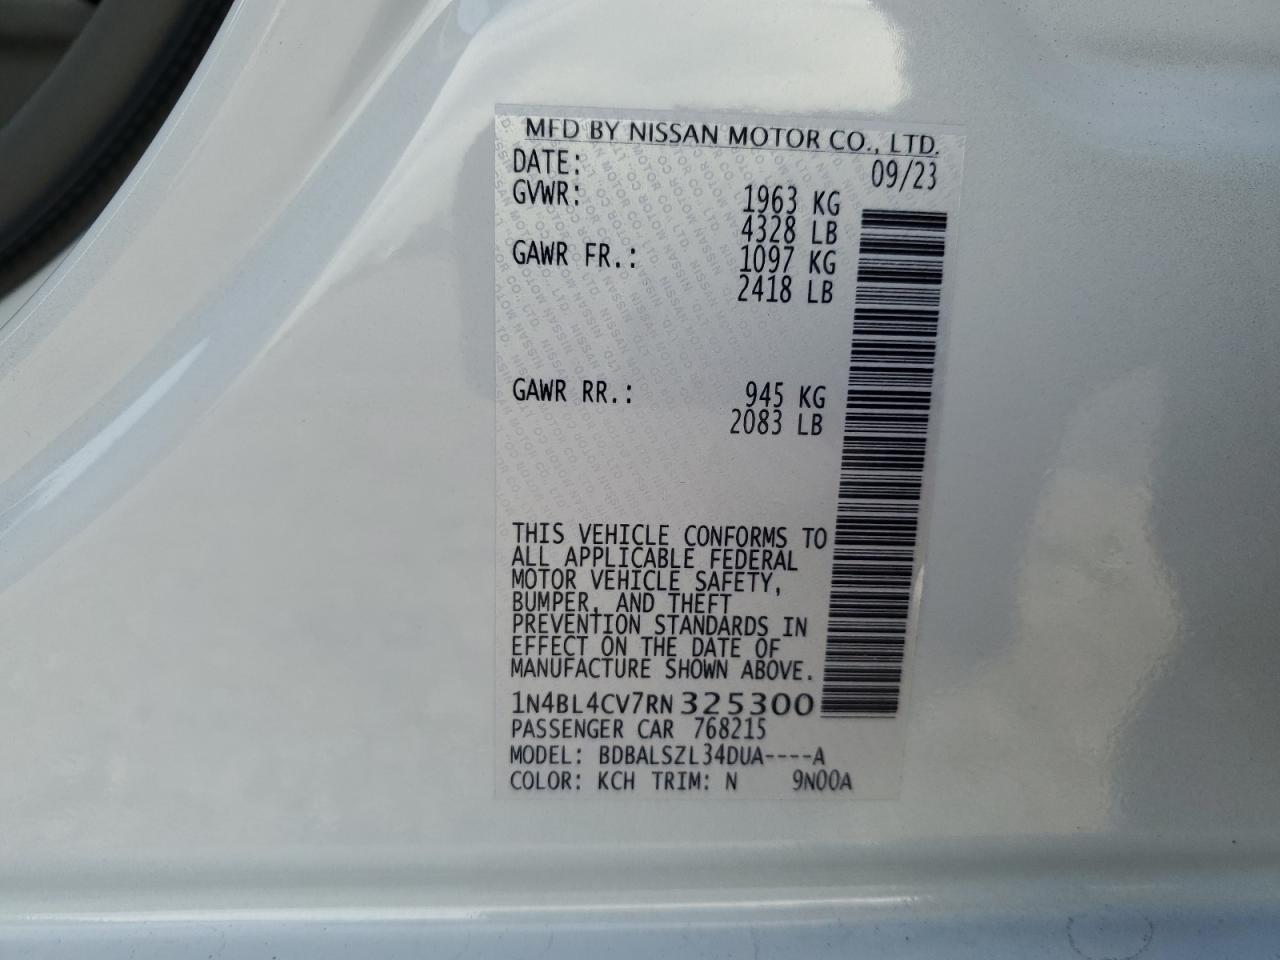 MFD BY NISSAN MOTOR CO., LTD.
DATE: 09/23
GVWR: 1963 KG
4328 LB
GAWR FR.: 1097 KG
2418 LB
GAWR RR.: 945 KG
2083 LB
THIS VEHICLE CONFORMS TO
ALL APPLICABLE FEDERAL
MOTOR VEHICLE SAFETY,
BUMPER, AND THEFT
PREVENTION STANDARDS IN
EFFECT ON THE DATE OF
MANUFACTURE SHOWN ABOVE.
1N4BL4CV7RN325300
PASSENGER CAR 768215
MODEL: BDBALSZL34DUA----A
COLOR: KCH TRIM: N 9N00A